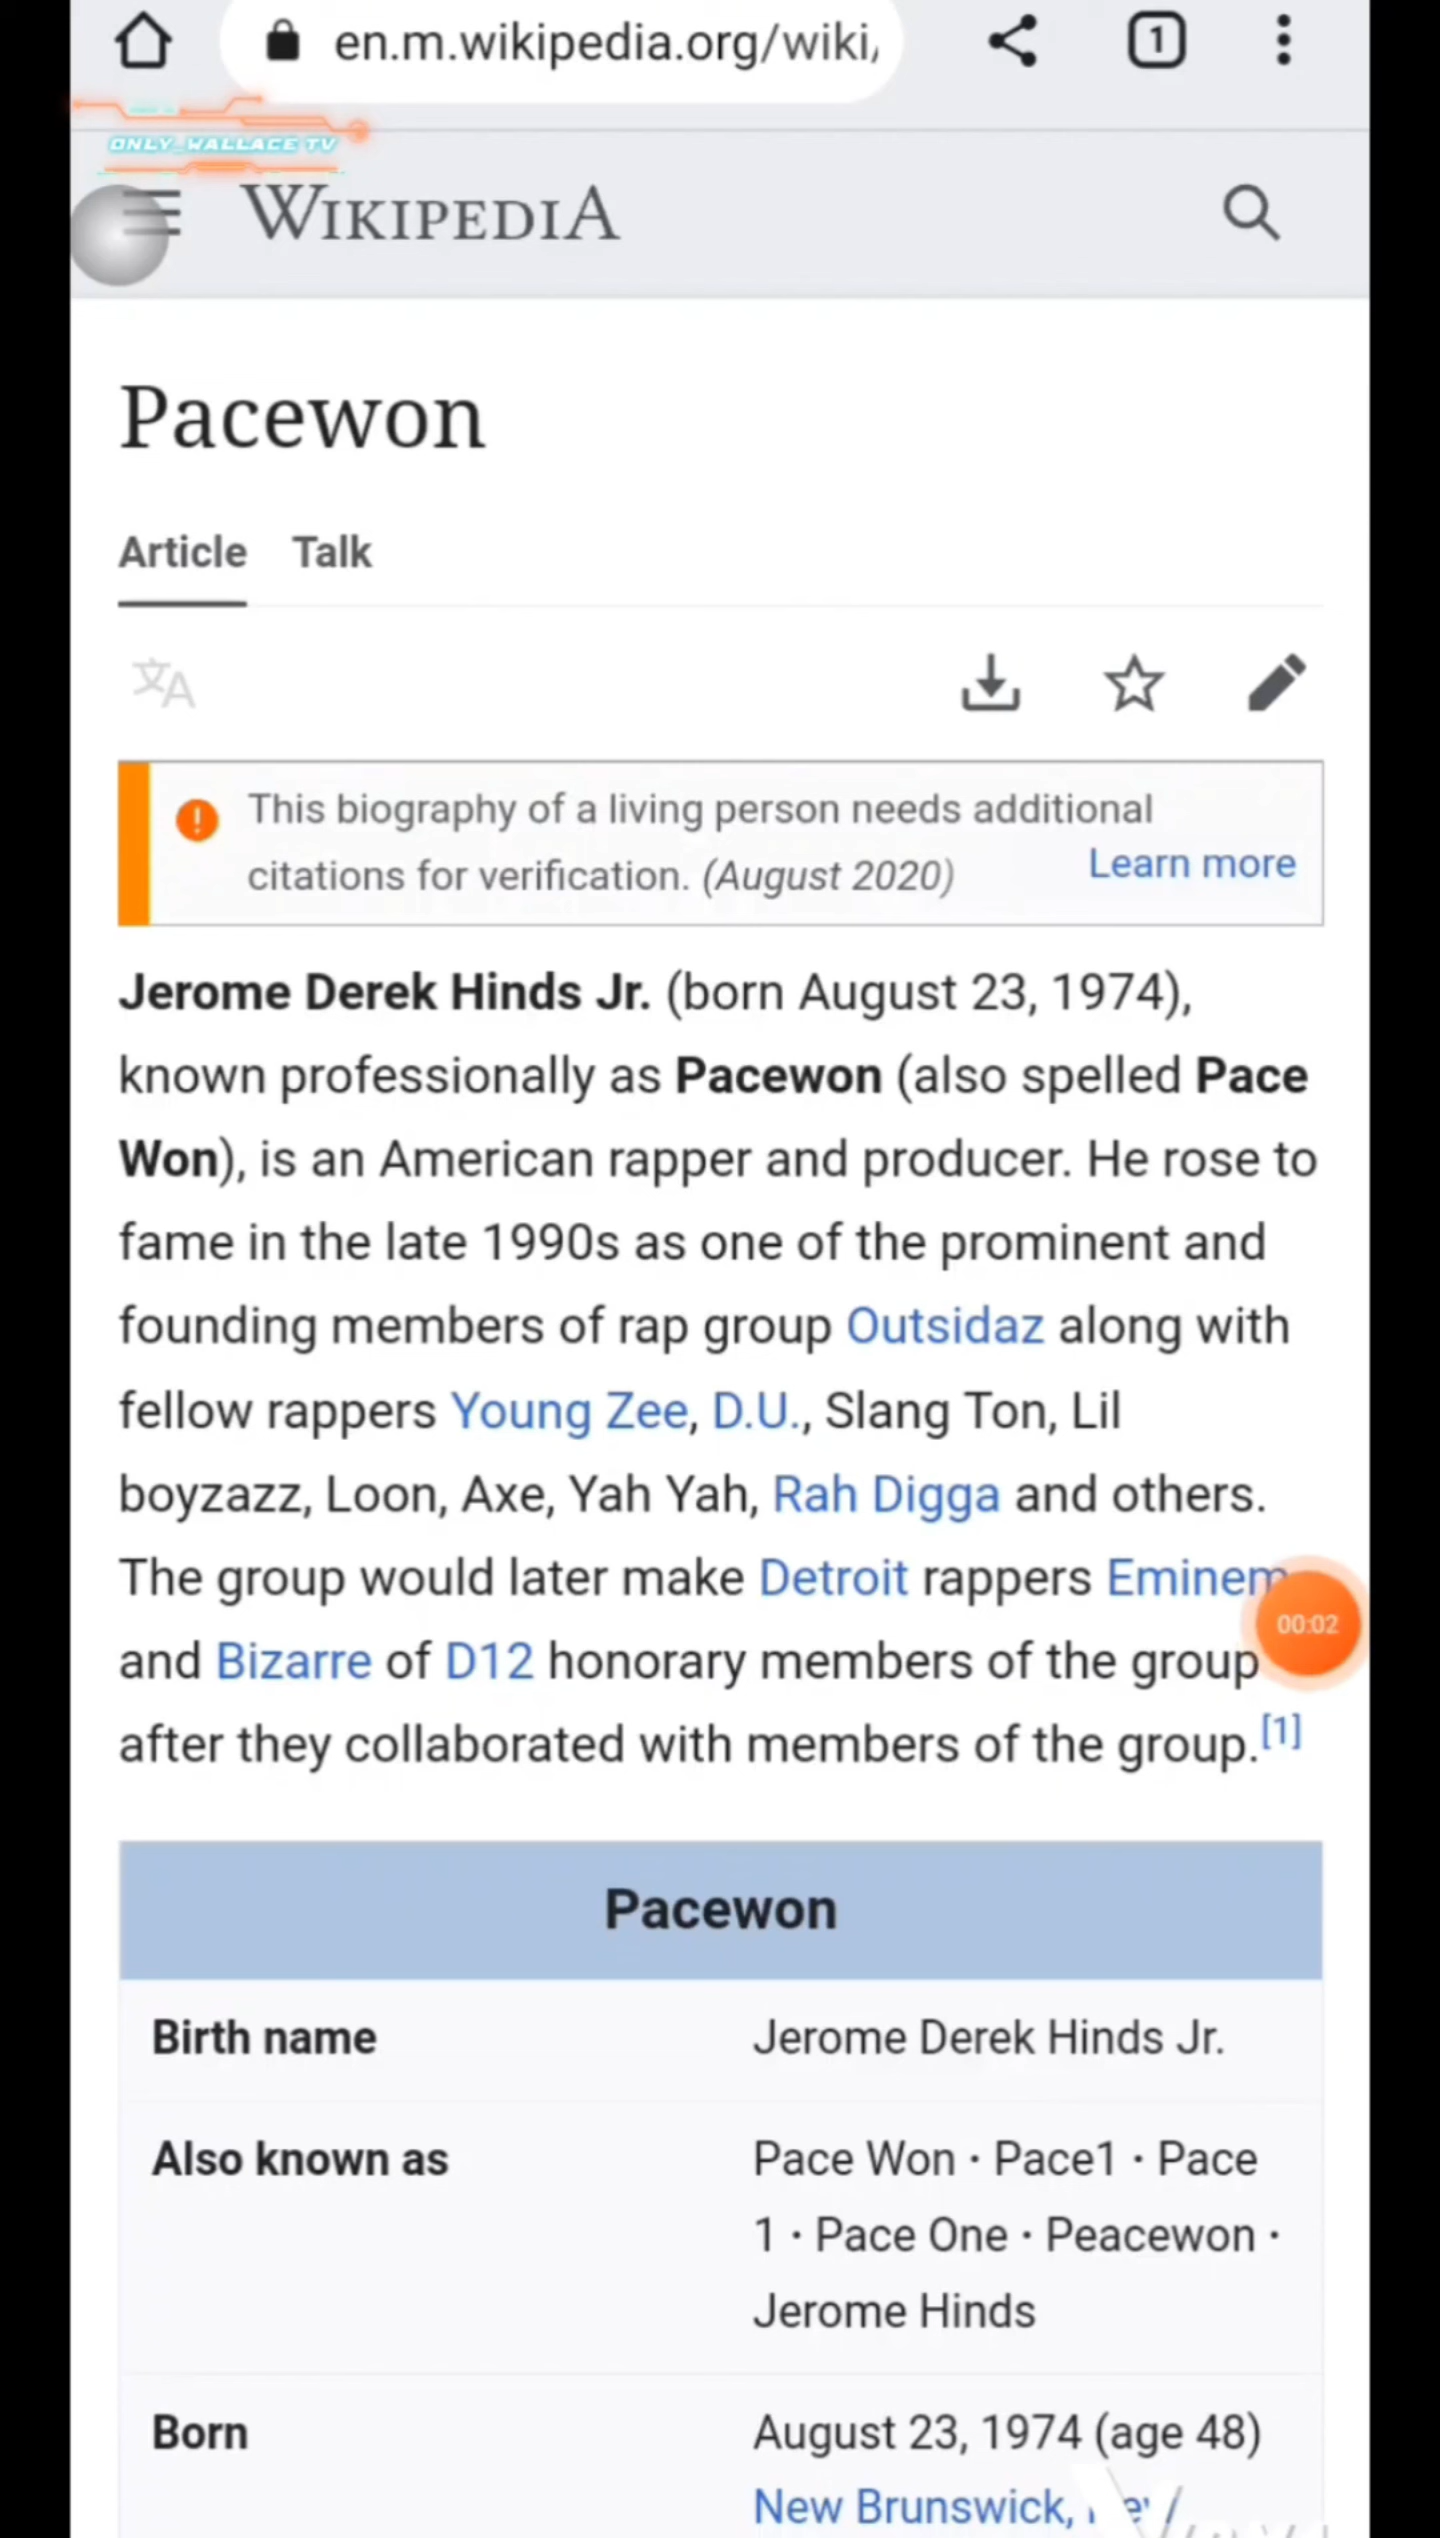 en.m.wikipedia.org/wiki/
1
ONLY_WALLACE TV
WIKIPEDIA
Pacewon
Article Talk
This biography of a living person needs additional
citations for verification. (August 2020) Learn more
Jerome Derek Hinds Jr. (born August 23, 1974),
known professionally as Pacewon (also spelled Pace
Won), is an American rapper and producer. He rose to
fame in the late 1990s as one of the prominent and
founding members of rap group Outsidaz along with
fellow rappers Young Zee, D.U., Slang Ton, Lil
boyzazz, Loon, Axe, Yah Yah, Rah Digga and others.
The group would later make Detroit rappers Eminem
00:02
and Bizarre of D12 honorary members of the group
after they collaborated with members of the group.[1]
Pacewon
Birth name Jerome Derek Hinds Jr.
Also known as Pace Won · Pace1 · Pace
1 · Pace One · Peacewon ·
Jerome Hinds
Born August 23, 1974 (age 48)
New Brunswick,